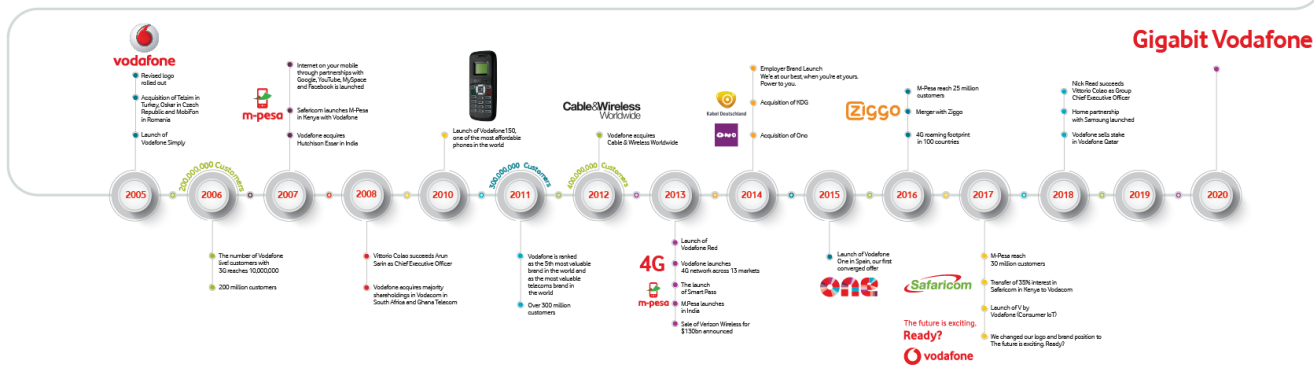 Gigabit Vodafone
vodafone
Revised logo
rolled out
Acquisition of Telsim in
Turkey, Oskar in Czech
Republic and MobiFon
in Romania
Launch of
Vodafone Simply
2005
200,000,000 Customers
2006
The number of Vodafone
live! customers with
3G reaches 10,000,000
200 million customers
m-pesa
Internet on your mobile
through partnerships with
Google, YouTube, MySpace
and Facebook is launched
Safaricom launches M-Pesa
in Kenya with Vodafone
Vodafone acquires
Hutchison Essar in India
2007
2008
Vittorio Colao succeeds Arun
Sarin as Chief Executive Officer
Vodafone acquires majority
shareholdings in Vodacom in
South Africa and Ghana Telecom
Launch of Vodafone 150,
one of the most affordable
phones in the world
2010
300,000,000 Customers
2011
Vodafone is ranked
as the 5th most valuable
brand in the world and
as the most valuable
telecoms brand in
the world
Over 300 million
customers
Cable&Wireless
Worldwide
Vodafone acquires
Cable & Wireless Worldwide
400,000,000 Customers
2012
2013
Launch of
Vodafone Red
4G
Vodafone launches
4G network across 13 markets
m-pesa
The launch
of Smart Pass
M.Pesa launches
in India
Sale of Verizon Wireless for
$130bn announced
Employer Brand Launch
We're at our best, when you're at yours.
Power to you.
Kabel Deutschland
Acquisition of KDG
ONO
Acquisition of Ono
2014
2015
Launch of Vodafone
One in Spain, our first
converged offer
one
M-Pesa reach 25 million
customers
Ziggo
Merger with Ziggo
4G roaming footprint
in 100 countries
2016
2017
M-Pesa reach
30 million customers
Safaricom
Transfer of 35% interest in
Safaricom in Kenya to Vodacom
Launch of V by
Vodafone (Consumer IoT)
The future is exciting.
Ready?
vodafone
We changed our logo and brand position to
The future is exciting. Ready?
Nick Read succeeds
Vittorio Colao as Group
Chief Executive Officer
Home partnership
with Samsung launched
Vodafone sells stake
in Vodafone Qatar
2018
2019
2020